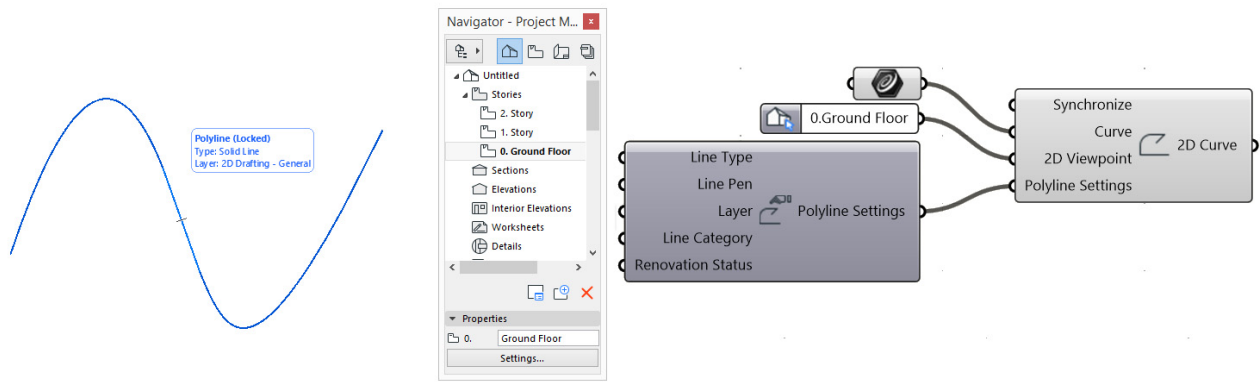 Polyline (Locked)
Type: Solid Line
Layer: 2D Drafting - General
Navigator - Project M...
Untitled
Stories
2. Story
1. Story
0. Ground Floor
Sections
Elevations
Interior Elevations
Worksheets
Details
Properties
0. Ground Floor
Settings...
0.Ground Floor
Line Type
Line Pen
Layer
Line Category
Renovation Status
Polyline Settings
Synchronize
Curve
2D Viewpoint
Polyline Settings
2D Curve